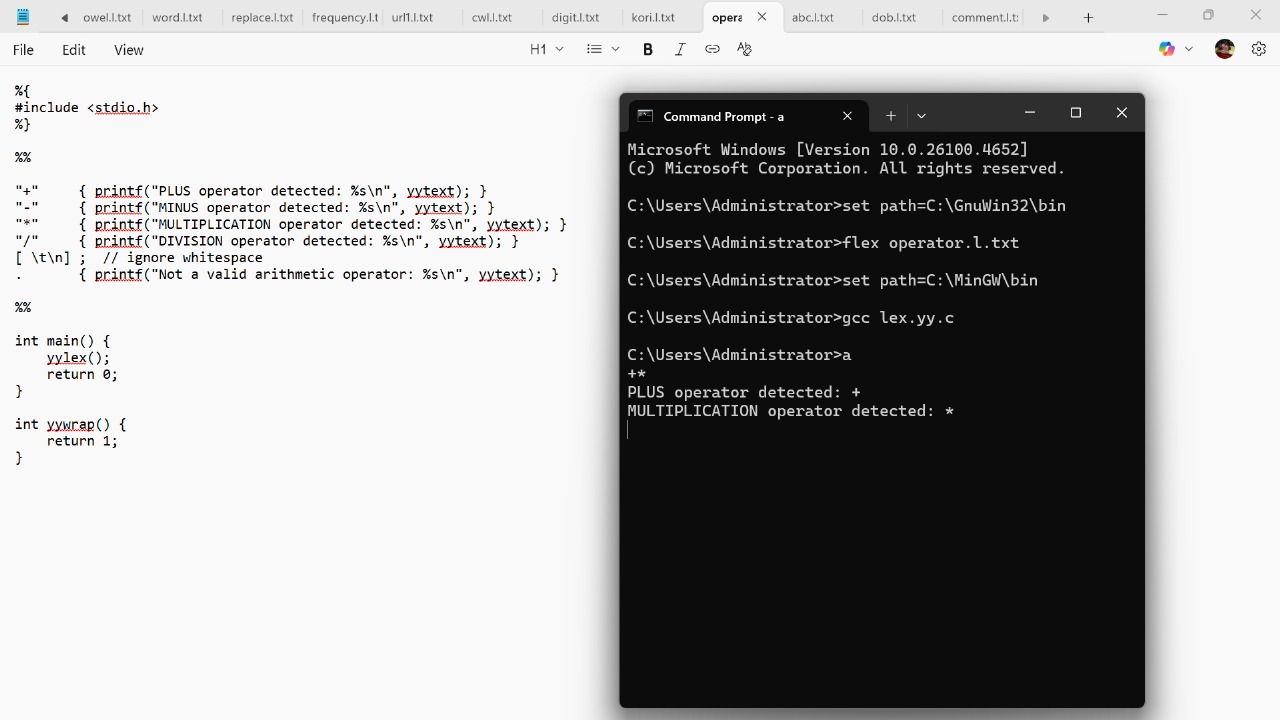 owel.l.txt word.l.txt replace.l.txt frequency.l.t url1.l.txt cwl.l.txt digit.l.txt kori.l.txt opera abc.l.txt dob.l.txt comment.l.t
File Edit View H1 B I
%{
#include <stdio.h>
%}
%%
"+" { printf("PLUS operator detected: %s\n", yytext); }
"-" { printf("MINUS operator detected: %s\n", yytext); }
"*" { printf("MULTIPLICATION operator detected: %s\n", yytext); }
"/" { printf("DIVISION operator detected: %s\n", yytext); }
[ \t\n] ; // ignore whitespace
. { printf("Not a valid arithmetic operator: %s\n", yytext); }
%%
int main() {
yylex();
return 0;
}
int yywrap() {
return 1;
}
Command Prompt - a
Microsoft Windows [Version 10.0.26100.4652]
(c) Microsoft Corporation. All rights reserved.
C:\Users\Administrator>set path=C:\GnuWin32\bin
C:\Users\Administrator>flex operator.l.txt
C:\Users\Administrator>set path=C:\MinGW\bin
C:\Users\Administrator>gcc lex.yy.c
C:\Users\Administrator>a
+*
PLUS operator detected: +
MULTIPLICATION operator detected: *